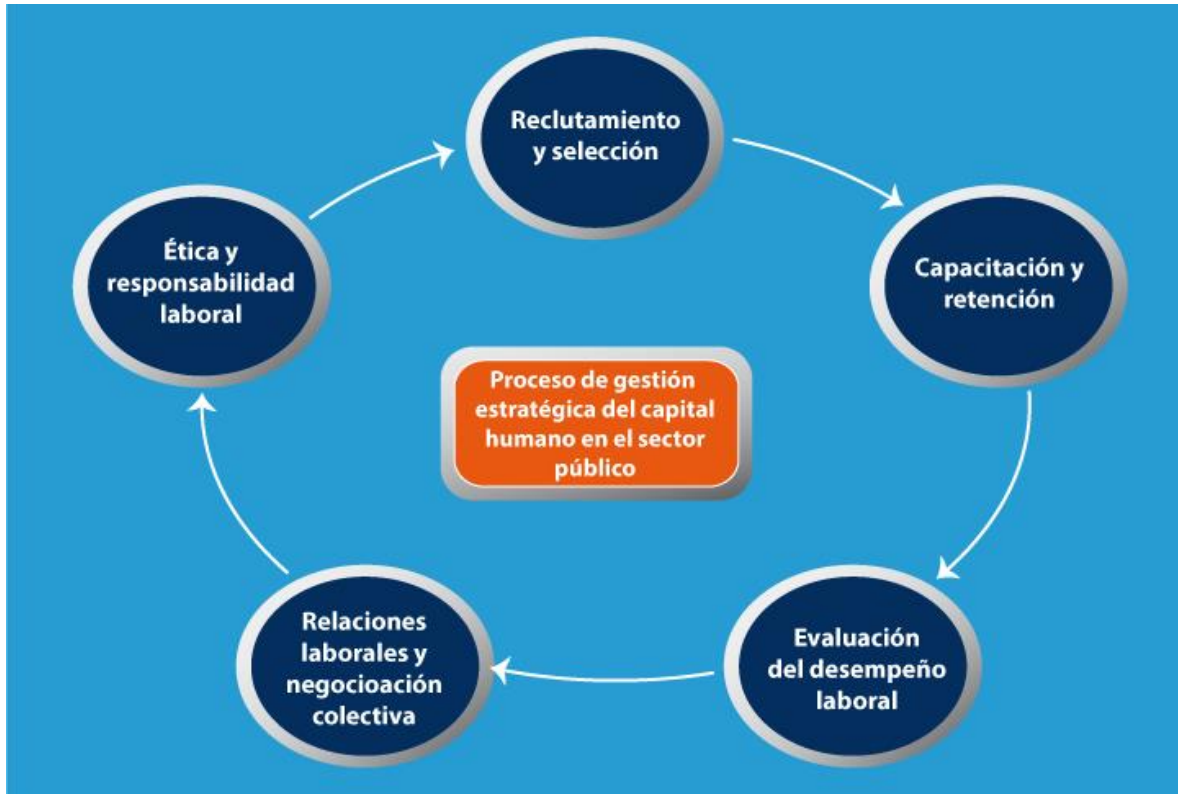 Reclutamiento
y selección
Capacitación y
retención
Evaluación
del desempeño
laboral
Relaciones
laborales y
negocioación
colectiva
Ética y
responsabilidad
laboral
Proceso de gestión
estratégica del capital
humano en el sector
público